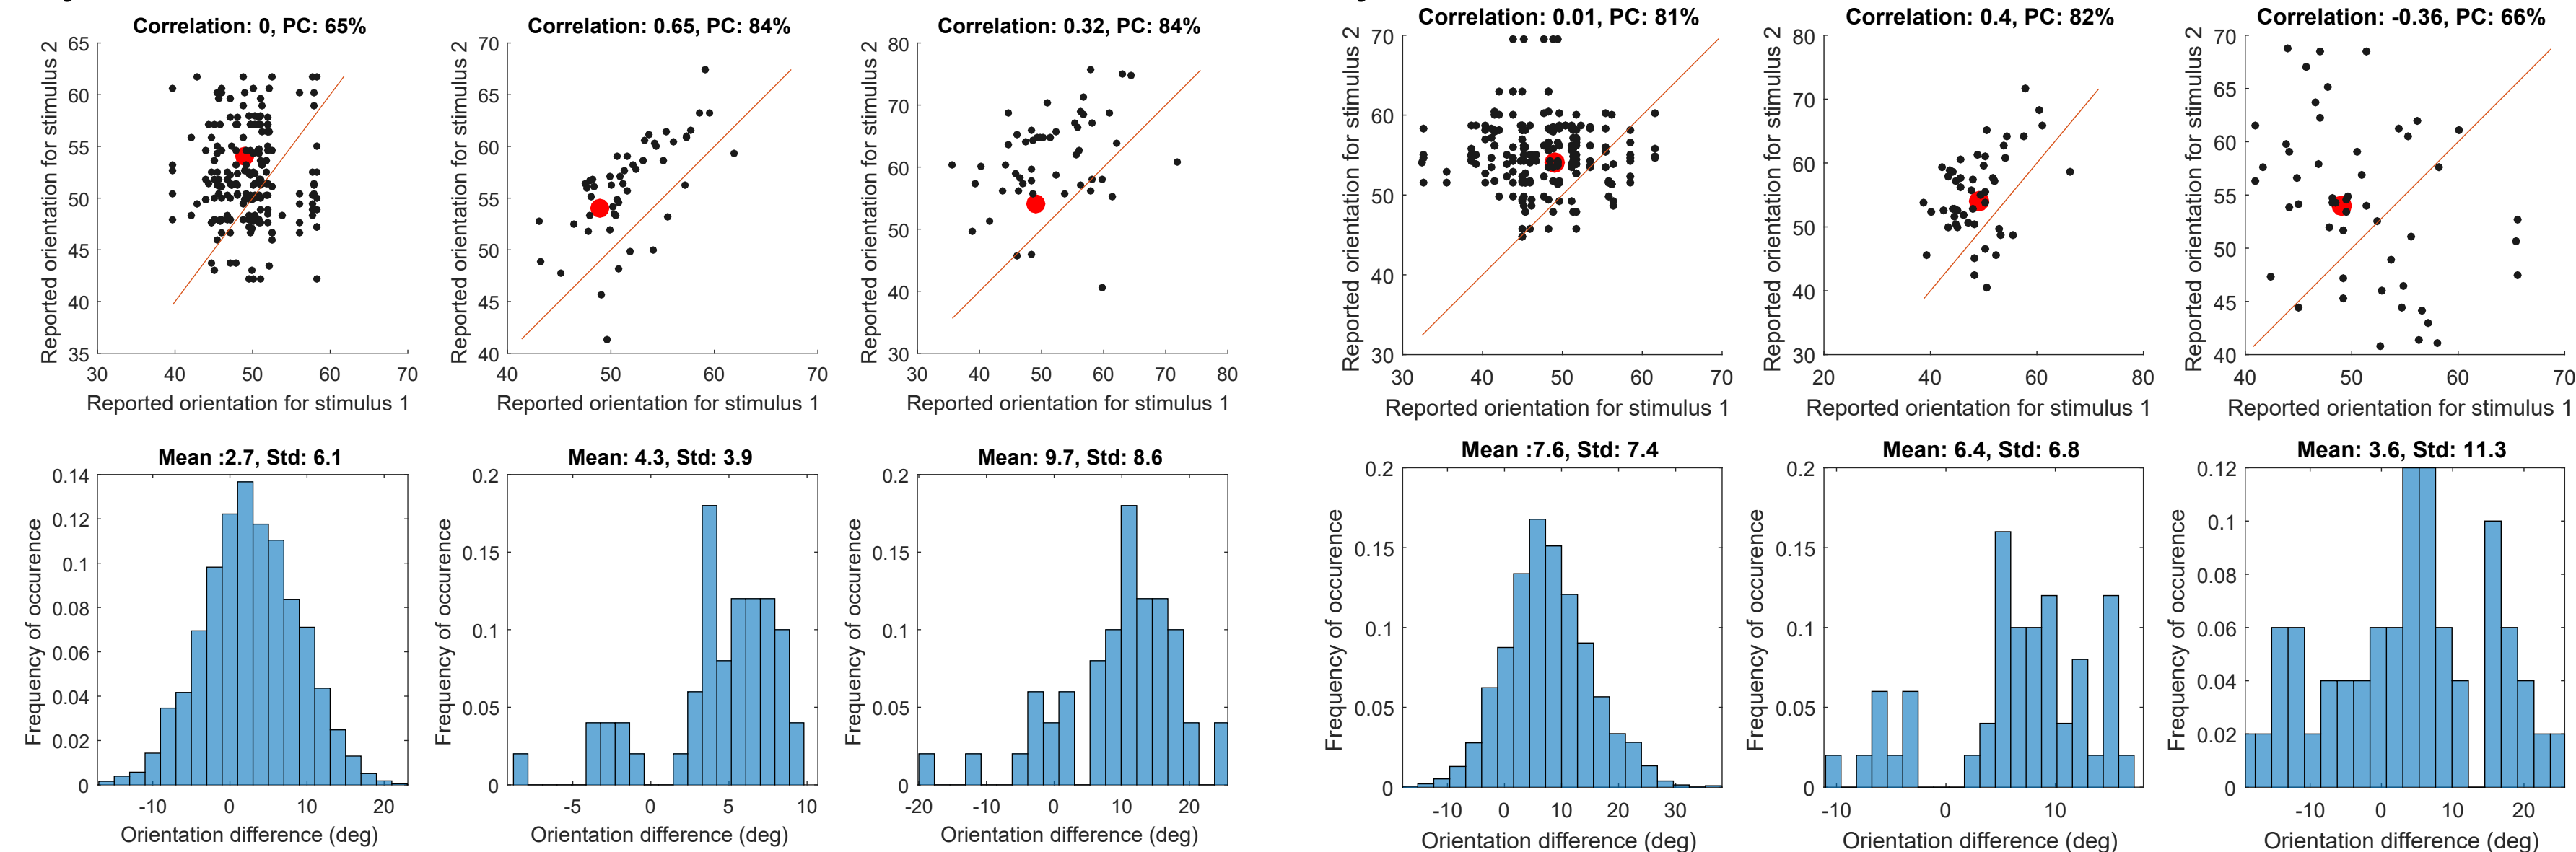 Correlation: 0, PC: 65%
Reported orientation for stimulus 2
65
60
55
50
45
40
35
30 40 50 60 70
Reported orientation for stimulus 1
Correlation: 0.65, PC: 84%
Reported orientation for stimulus 2
70
65
60
55
50
45
40
40 50 60 70
Reported orientation for stimulus 1
Correlation: 0.32, PC: 84%
Reported orientation for stimulus 2
80
70
60
50
40
30
30 40 50 60 70 80
Reported orientation for stimulus 1
Correlation: 0.01, PC: 81%
Reported orientation for stimulus 2
70
60
50
40
30
30 40 50 60 70
Reported orientation for stimulus 1
Correlation: 0.4, PC: 82%
Reported orientation for stimulus 2
80
70
60
50
40
30
20 40 60 80
Reported orientation for stimulus 1
Correlation: -0.36, PC: 66%
Reported orientation for stimulus 2
70
65
60
55
50
45
40
40 50 60 70
Reported orientation for stimulus 1
Mean :2.7, Std: 6.1
Frequency of occurence
0.14
0.12
0.1
0.08
0.06
0.04
0.02
0
-10 0 10 20
Orientation difference (deg)
Mean: 4.3, Std: 3.9
Frequency of occurence
0.2
0.15
0.1
0.05
0
-5 0 5 10
Orientation difference (deg)
Mean: 9.7, Std: 8.6
Frequency of occurence
0.2
0.15
0.1
0.05
0
-20 -10 0 10 20
Orientation difference (deg)
Mean :7.6, Std: 7.4
Frequency of occurence
0.2
0.15
0.1
0.05
0
-10 0 10 20 30
Orientation difference (deg)
Mean: 6.4, Std: 6.8
Frequency of occurence
0.2
0.15
0.1
0.05
0
-10 0 10
Orientation difference (deg)
Mean: 3.6, Std: 11.3
Frequency of occurence
0.12
0.1
0.08
0.06
0.04
0.02
0
-10 0 10 20
Orientation difference (deg)